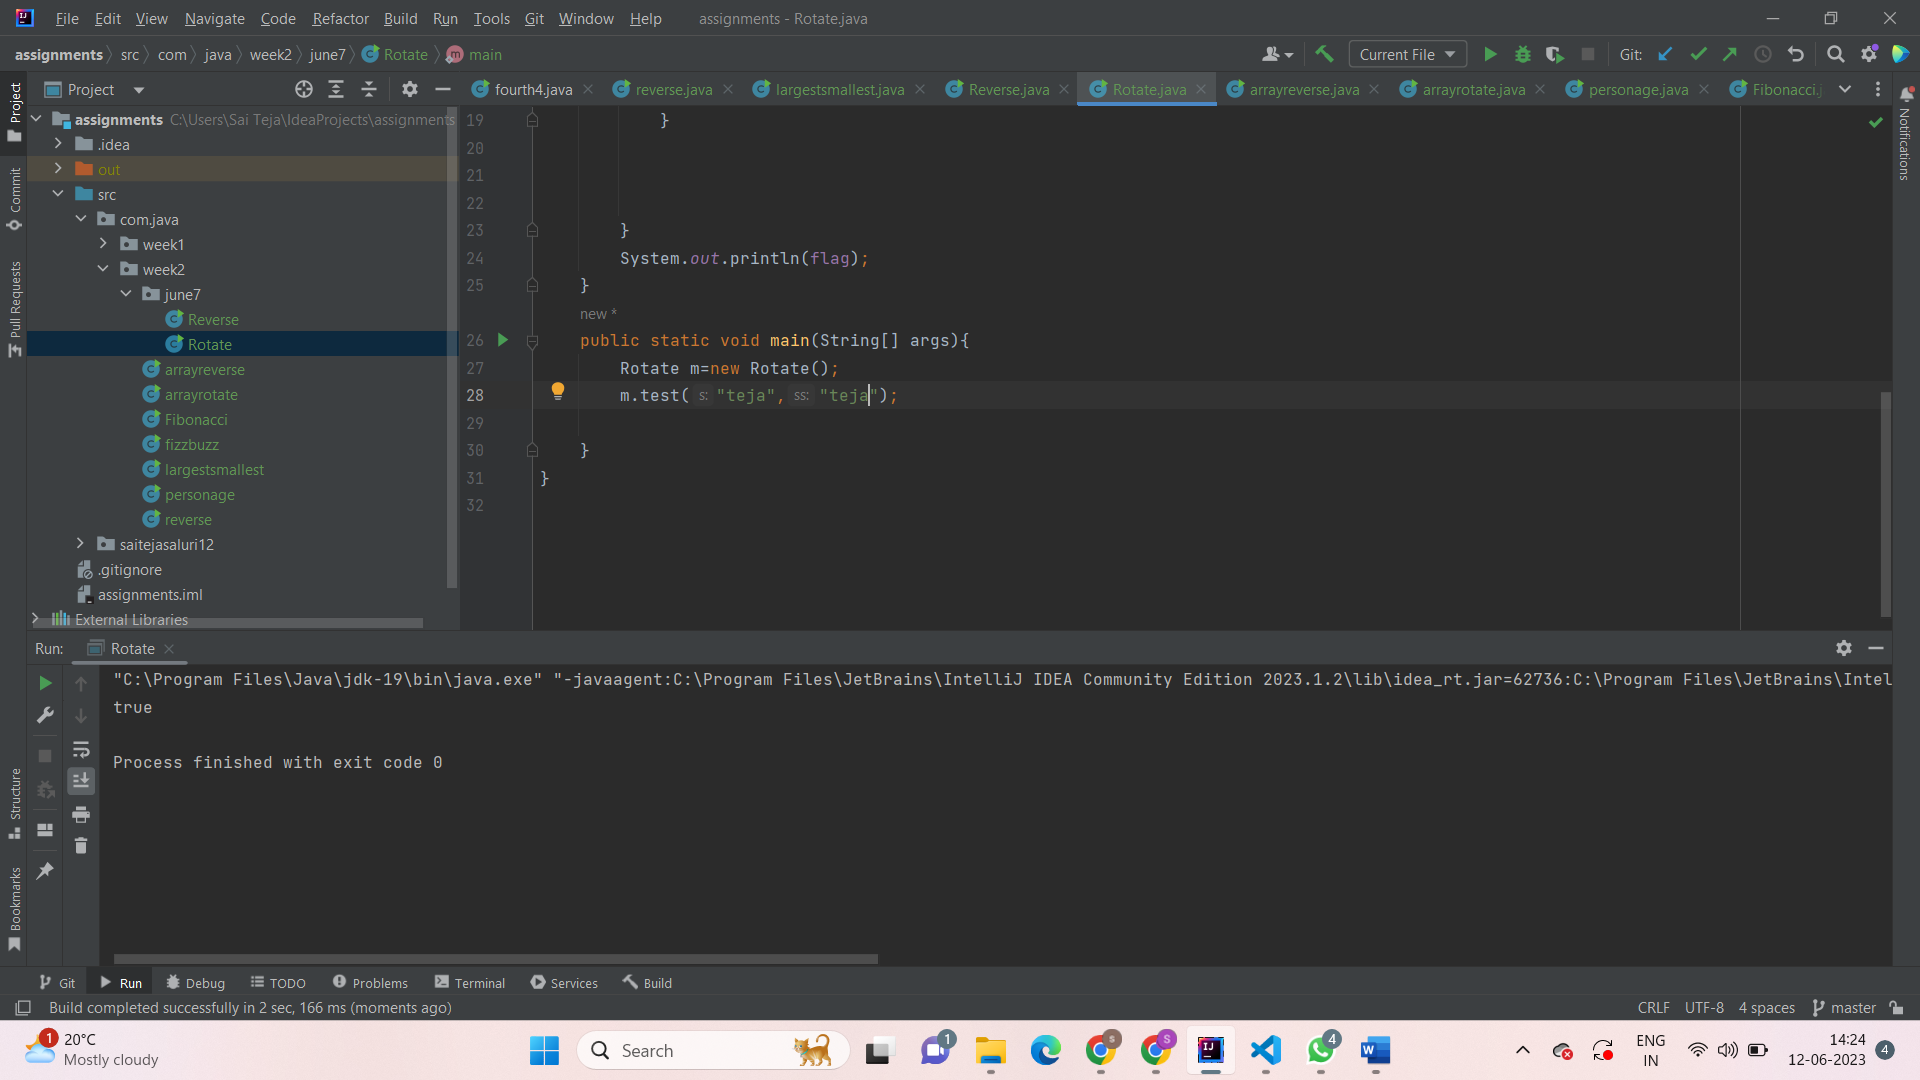 File Edit View Navigate Code Refactor Build Run Tools Git Window Help assignments - Rotate.java
assignments src com java week2 june7 Rotate main Current File Git:
Project fourth4.java reverse.java largestsmallest.java Reverse.java Rotate.java arrayreverse.java arrayrotate.java personage.java Fibonacci.j
Project
Commit
Pull Requests
Structure
Bookmarks
Notifications
assignments C:\Users\Sai Teja\IdeaProjects\assignments
.idea
out
src
com.java
week1
week2
june7
Reverse
Rotate
arrayreverse
arrayrotate
Fibonacci
fizzbuzz
largestsmallest
personage
reverse
saitejasaluri12
.gitignore
assignments.iml
External Libraries
19 }
20
21
22
23 }
24 System.out.println(flag);
25 }
new *
26 public static void main(String[] args){
27 Rotate m=new Rotate();
28 m.test( s: "teja", ss: "teja");
29
30 }
31 }
32
Run: Rotate
"C:\Program Files\Java\jdk-19\bin\java.exe" "-javaagent:C:\Program Files\JetBrains\IntelliJ IDEA Community Edition 2023.1.2\lib\idea_rt.jar=62736:C:\Program Files\JetBrains\Intel
true
Process finished with exit code 0
Git Run Debug TODO Problems Terminal Services Build
Build completed successfully in 2 sec, 166 ms (moments ago) CRLF UTF-8 4 spaces master
1 20°C
Mostly cloudy
Search
1
S
S
4
ENG
IN
14:24
12-06-2023
4